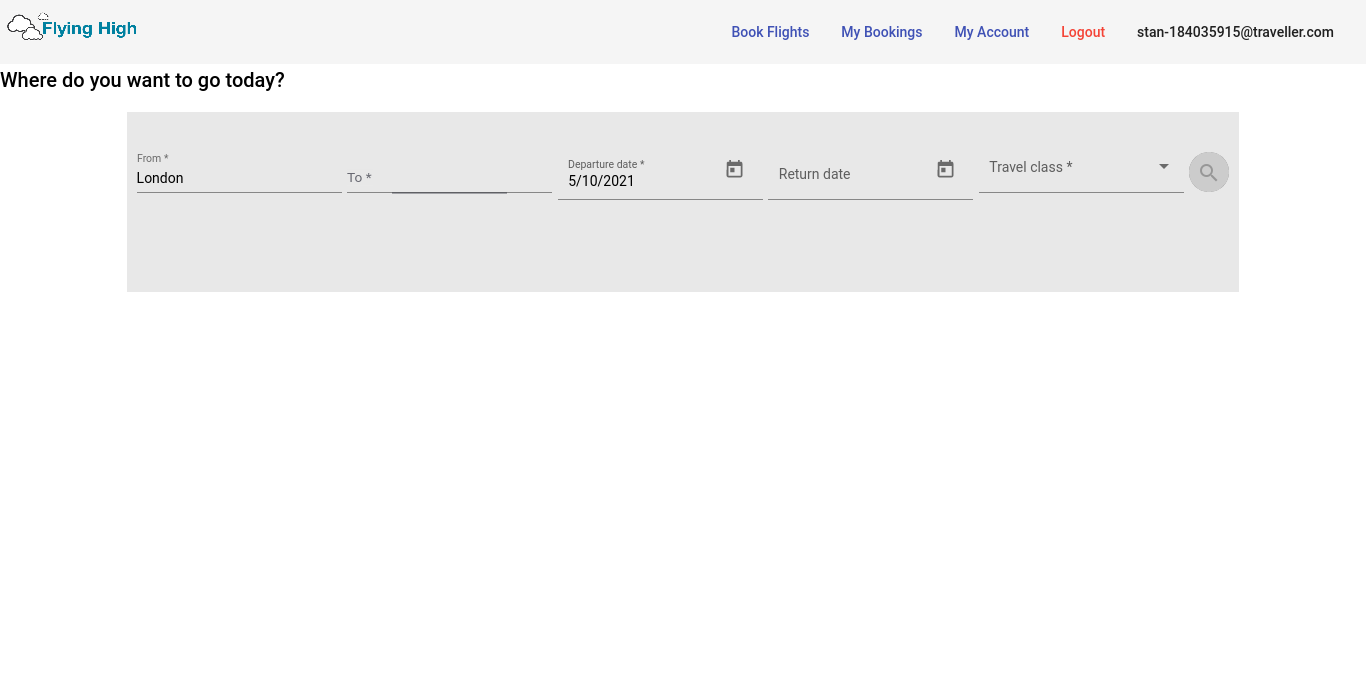 Flying High
Book Flights My Bookings My Account Logout stan-184035915@traveller.com
Where do you want to go today?
From *
London
To *
Departure date *
5/10/2021
Return date
Travel class *